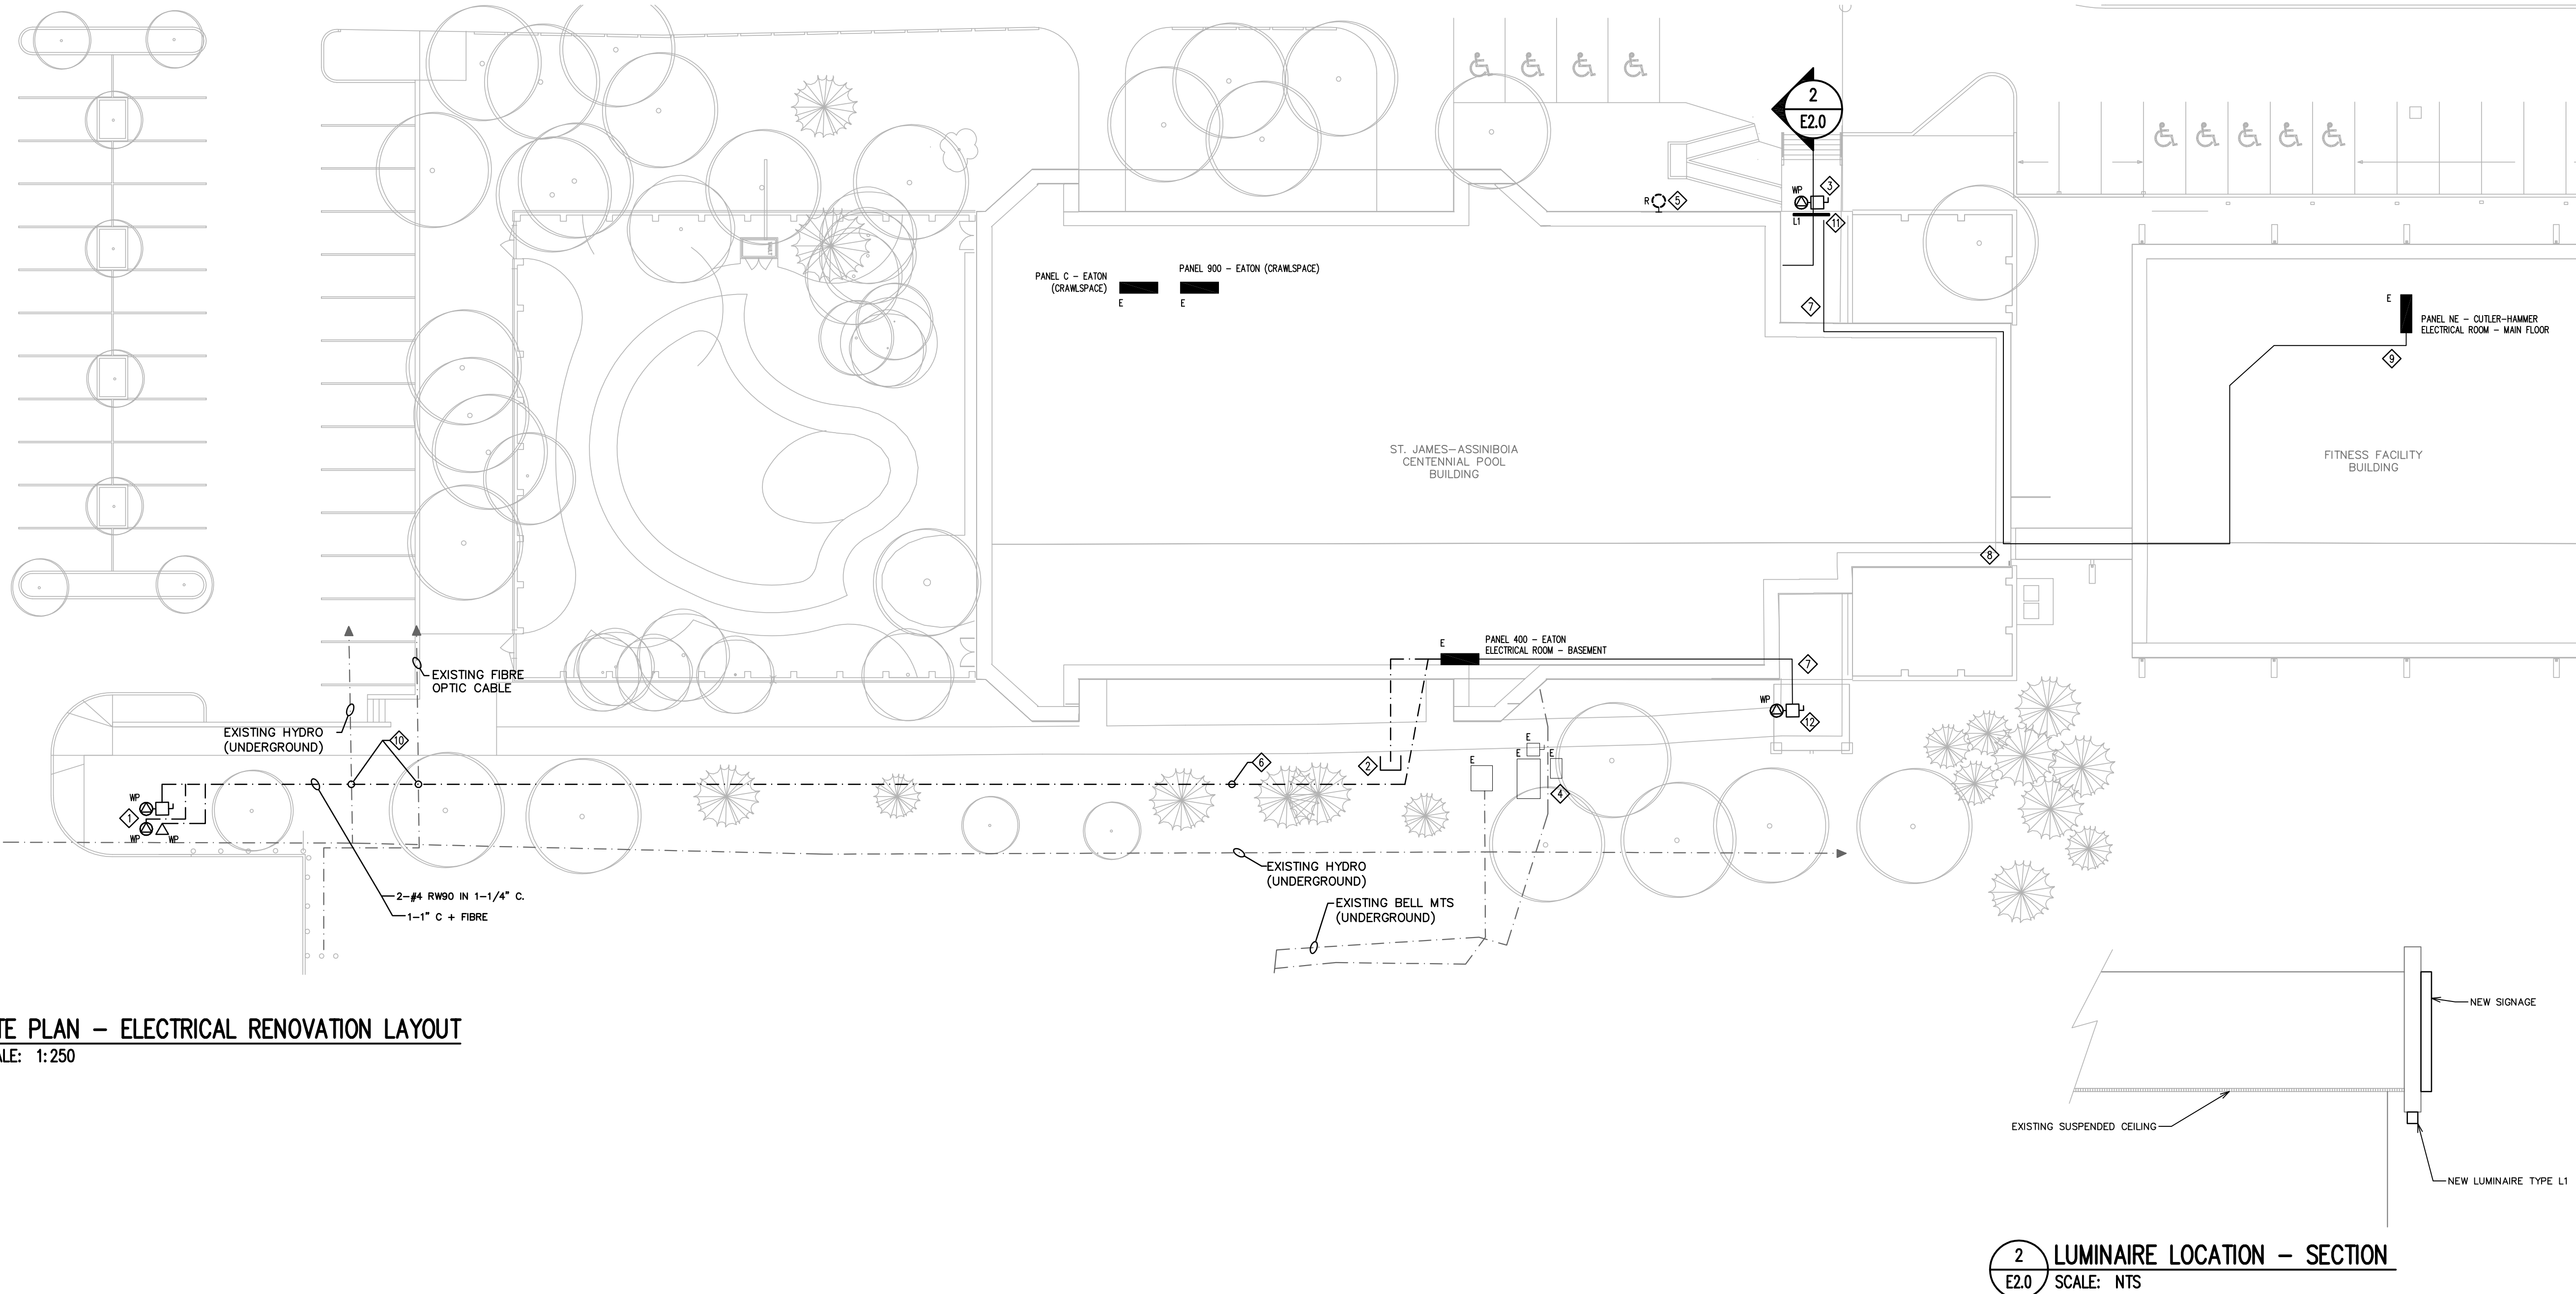 2
E2.0
WP
3
R
5
L1
11
PANEL C - EATON
(CRAWLSPACE)
E
PANEL 900 - EATON (CRAWLSPACE)
E
7
E
PANEL NE - CUTLER-HAMMER
ELECTRICAL ROOM - MAIN FLOOR
9
ST. JAMES-ASSINIBOIA
CENTENNIAL POOL
BUILDING
FITNESS FACILITY
BUILDING
8
E
PANEL 400 - EATON
ELECTRICAL ROOM - BASEMENT
7
EXISTING FIBRE
OPTIC CABLE
WP
12
EXISTING HYDRO
(UNDERGROUND)
10
6
2
E
E
E
4
WP
1
WP
WP
EXISTING HYDRO
(UNDERGROUND)
2-#4 RW90 IN 1-1/4" C.
1-1" C + FIBRE
EXISTING BELL MTS
(UNDERGROUND)
TE PLAN - ELECTRICAL RENOVATION LAYOUT
ALE: 1:250
NEW SIGNAGE
EXISTING SUSPENDED CEILING
NEW LUMINAIRE TYPE L1
2
E2.0
LUMINAIRE LOCATION - SECTION
SCALE: NTS